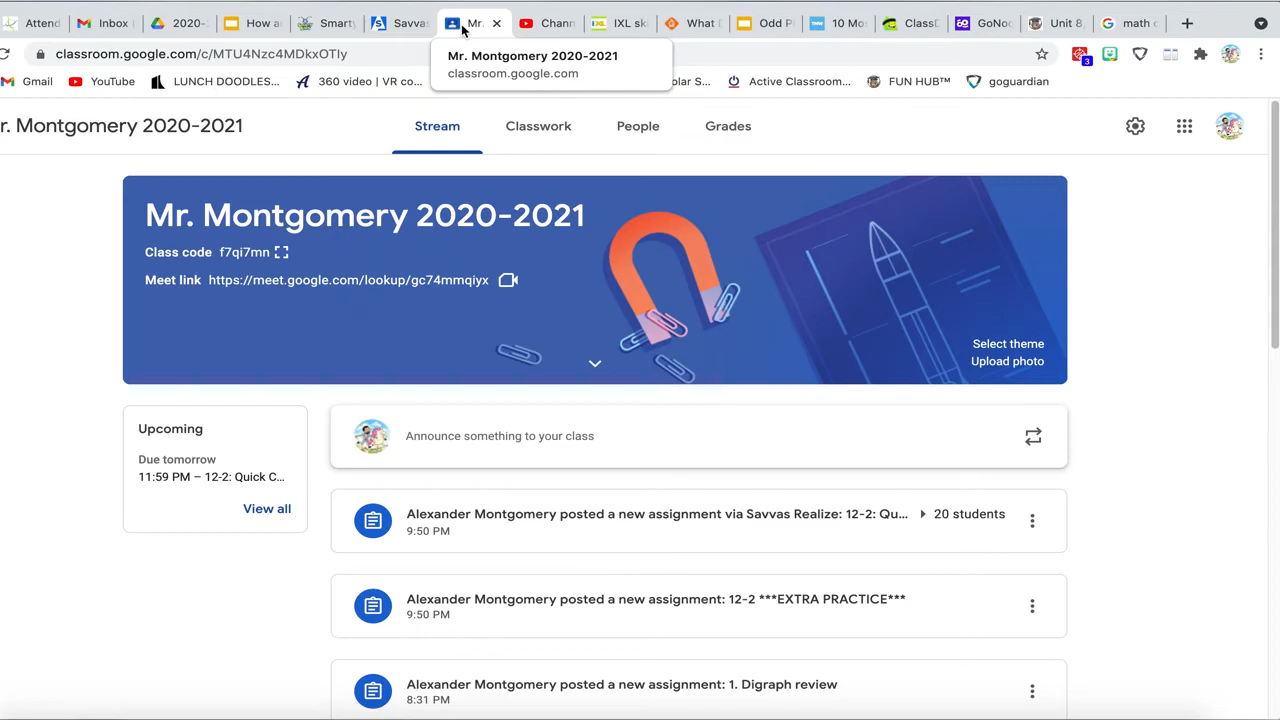 Attend
Inbox
2020-
How a
Smarty
Savva
Mr.
Chann
IXL sk
What D
Odd P
10 Mo
ClassD
GoNo
Unit 8
math c
classroom.google.com/c/MTU4Nzc4MDkxOTIy
3
Mr. Montgomery 2020-2021
classroom.google.com
Gmail
YouTube
LUNCH DOODLES...
360 video | VR co...
olar S...
Active Classroom...
FUN HUB™
goguardian
r. Montgomery 2020-2021
Stream
Classwork
People
Grades
Mr. Montgomery 2020-2021
Class code f7qi7mn
Meet link https://meet.google.com/lookup/gc74mmqiyx
Select theme
Upload photo
Upcoming
Due tomorrow
11:59 PM – 12-2: Quick C...
View all
Announce something to your class
Alexander Montgomery posted a new assignment via Savvas Realize: 12-2: Qu... 20 students
9:50 PM
Alexander Montgomery posted a new assignment: 12-2 ***EXTRA PRACTICE***
9:50 PM
Alexander Montgomery posted a new assignment: 1. Digraph review
8:31 PM